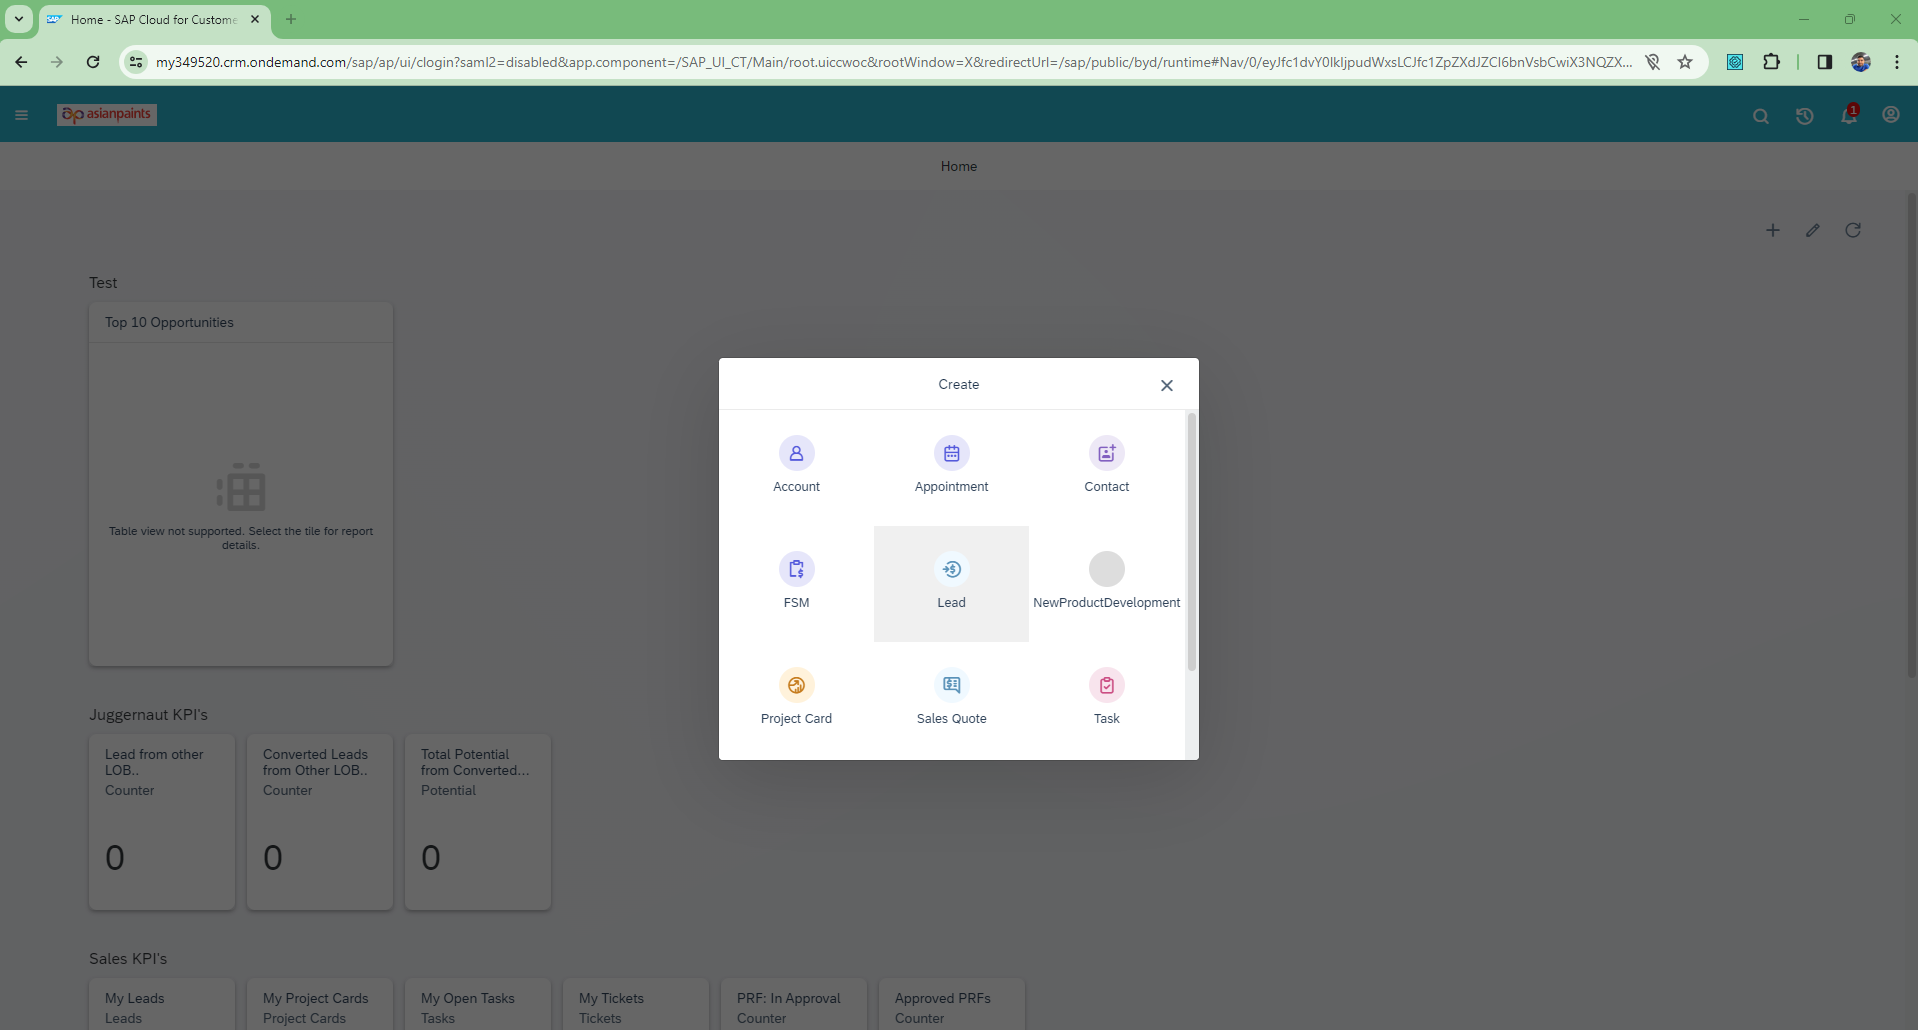 Home - SAP Cloud for Custome
my349520.crm.ondemand.com/sap/ap/ui/clogin?saml2=disabled&app.component=/SAP_UI_CT/Main/root.uiccwoc&rootWindow=X&redirectUrl=/sap/public/byd/runtime#Nav/0/eyJfc1dvY0lkIjpudWxsLCJfc1ZpZXdJZCI6bnVsbCwiX3NQZX...
asianpaints
1
Home
Test
Top 10 Opportunities
Table view not supported. Select the tile for report
details.
Create
Account
Appointment
Contact
FSM
Lead
NewProductDevelopment
Project Card
Sales Quote
Task
Juggernaut KPI's
Lead from other
LOB..
Counter
0
Converted Leads
from Other LOB..
Counter
0
Total Potential
from Converted...
Potential
0
Sales KPI's
My Leads
Leads
My Project Cards
Project Cards
My Open Tasks
Tasks
My Tickets
Tickets
PRF: In Approval
Counter
Approved PRFs
Counter